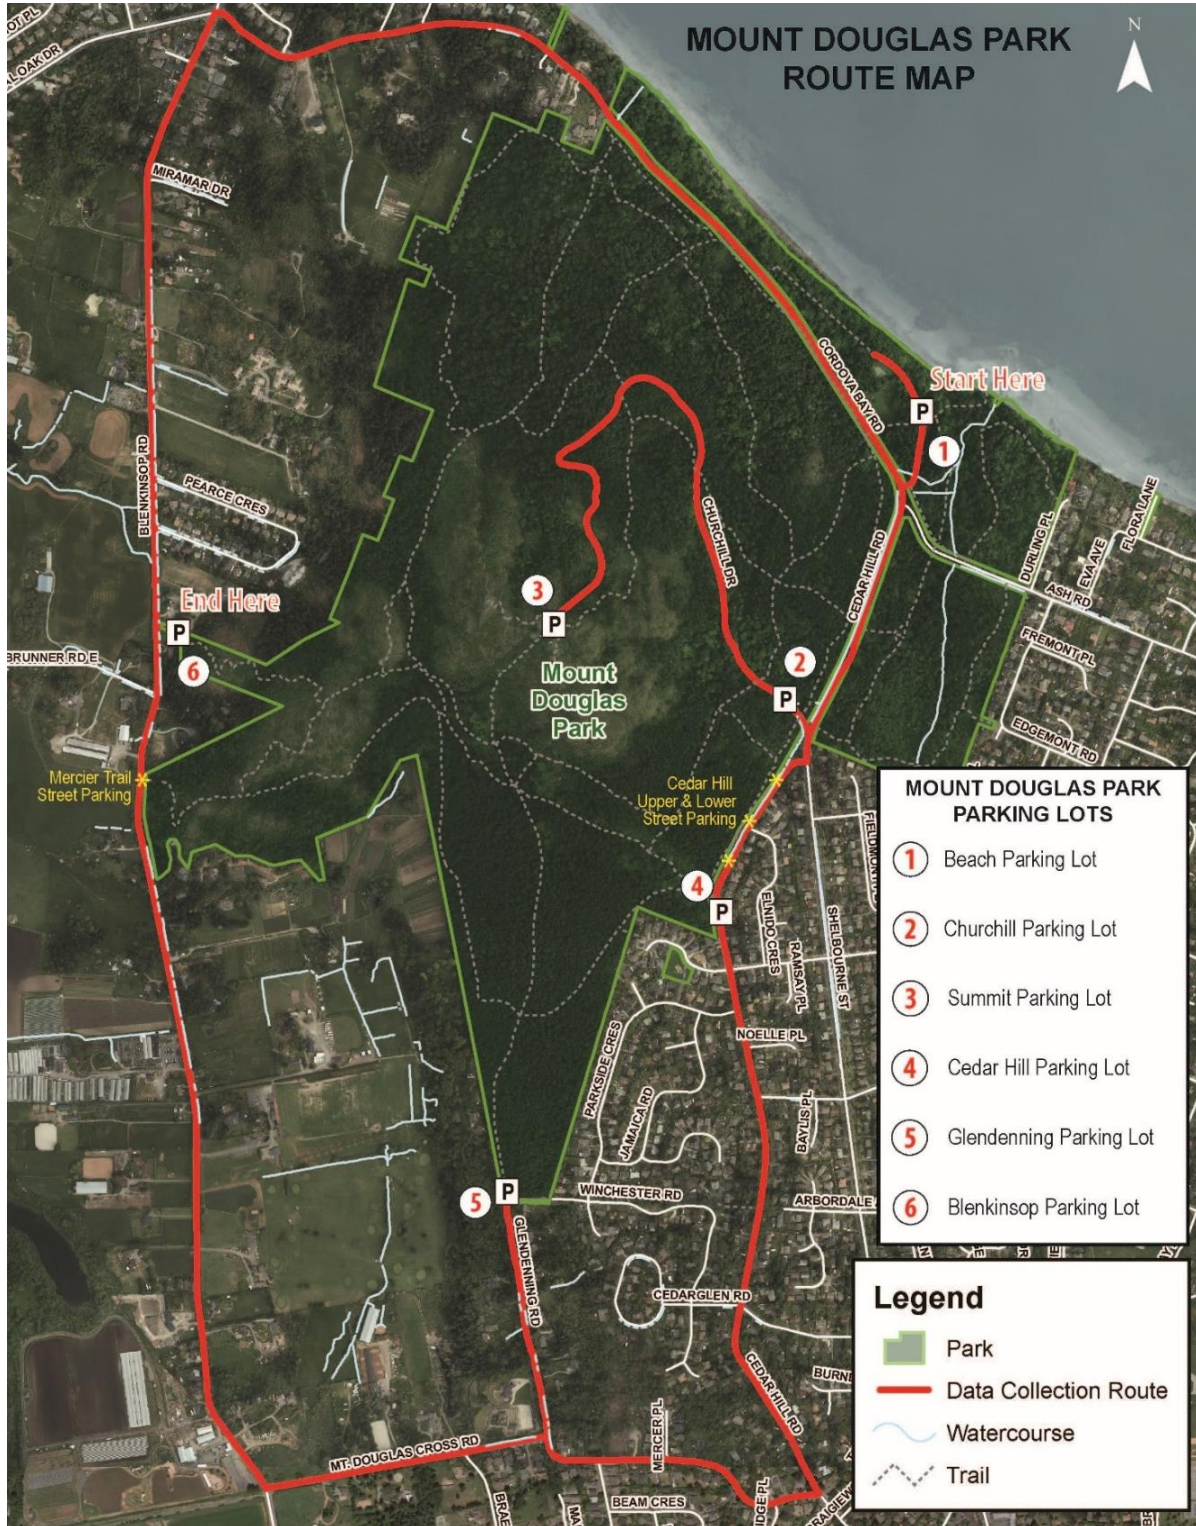 MOUNT DOUGLAS PARK
ROUTE MAP
N
MIRAMAR DR
CORDOVA BAY RD
Start Here
P
1
BLENKINSOP RD
PEARCE CRES
CHURCHILL DR
CEDAR HILL RD
DURLING PL
EVA AVE
FLORA LANE
ASH RD
FREMONT PL
EDGEMONT RD
End Here
P
6
BRUNNER RD E
3
P
Mount
Douglas
Park
2
P
Mercier Trail
Street Parking
Cedar Hill
Upper & Lower
Street Parking
4
P
ELNIDO CRES
RAMSAY PL
SHELBOURNE ST
NOELLE PL
PARKSIDE CRES
JAMAICA RD
BAYLIS PL
5
P
WINCHESTER RD
ARBORDALE
GLENDENNING RD
CEDARGLEN RD
CEDAR HILL RD
MERCER PL
MT. DOUGLAS CROSS RD
BEAM CRES
MOUNT DOUGLAS PARK
PARKING LOTS
1 Beach Parking Lot
2 Churchill Parking Lot
3 Summit Parking Lot
4 Cedar Hill Parking Lot
5 Glendenning Parking Lot
6 Blenkinsop Parking Lot
Legend
Park
Data Collection Route
Watercourse
Trail